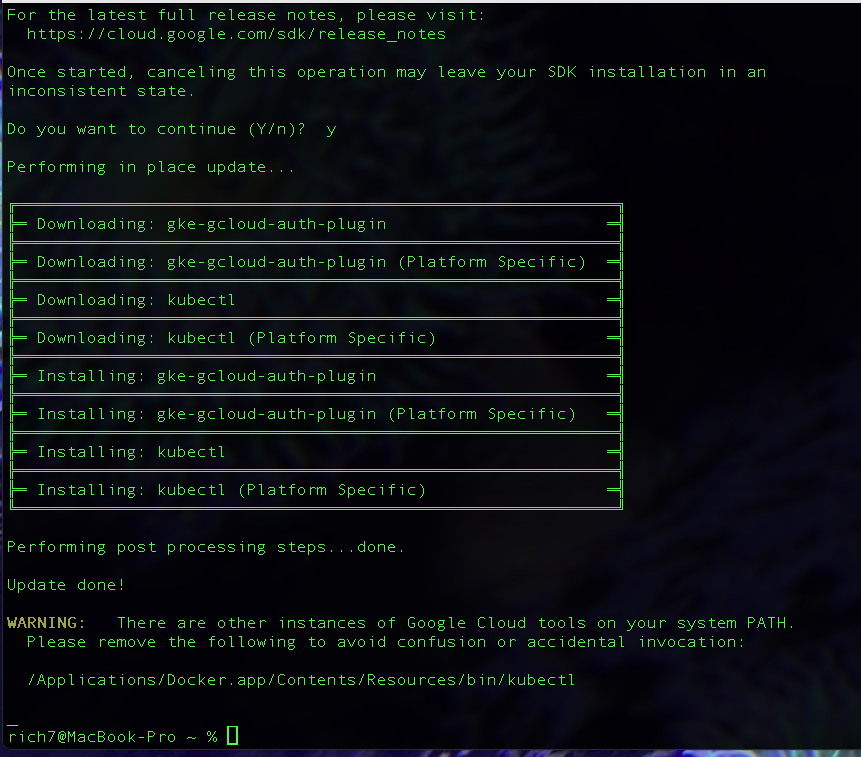 For the latest full release notes, please visit:
  https://cloud.google.com/sdk/release_notes
Once started, canceling this operation may leave your SDK installation in an
inconsistent state.
Do you want to continue (Y/n)?  y
Performing in place update...
Downloading: gke-gcloud-auth-plugin
Downloading: gke-gcloud-auth-plugin (Platform Specific)
Downloading: kubectl
Downloading: kubectl (Platform Specific)
Installing: gke-gcloud-auth-plugin
Installing: gke-gcloud-auth-plugin (Platform Specific)
Installing: kubectl
Installing: kubectl (Platform Specific)
Performing post processing steps...done.
Update done!
WARNING:   There are other instances of Google Cloud tools on your system PATH.
  Please remove the following to avoid confusion or accidental invocation:
  /Applications/Docker.app/Contents/Resources/bin/kubectl
rich7@MacBook-Pro ~ %